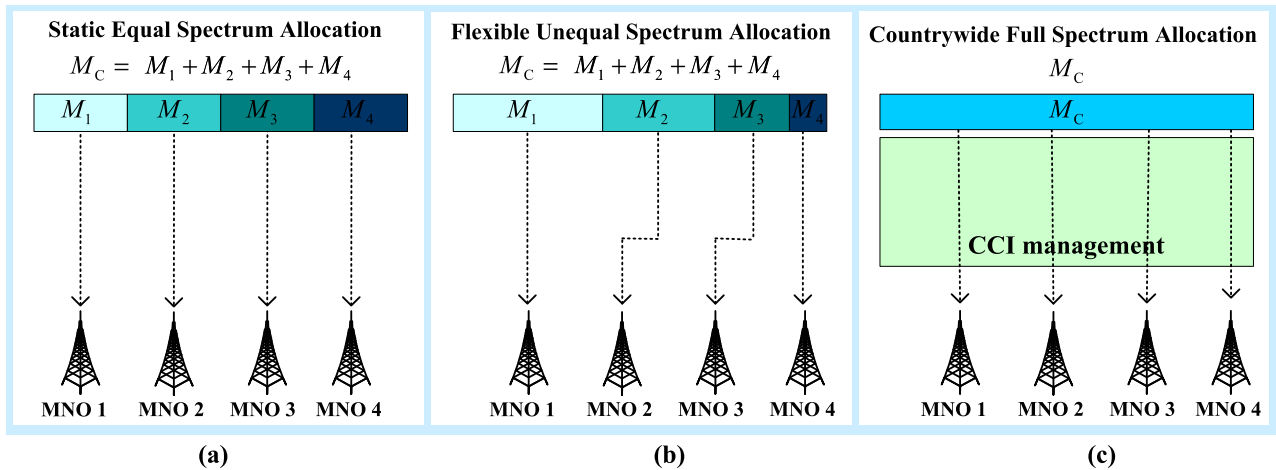 Static Equal Spectrum Allocation
M_C = M_1 + M_2 + M_3 + M_4
M_1 M_2 M_3 M_4
MNO 1 MNO 2 MNO 3 MNO 4
(a)
Flexible Unequal Spectrum Allocation
M_C = M_1 + M_2 + M_3 + M_4
M_1 M_2 M_3 M_4
MNO 1 MNO 2 MNO 3 MNO 4
(b)
Countrywide Full Spectrum Allocation
M_C
M_C
CCI management
MNO 1 MNO 2 MNO 3 MNO 4
(c)